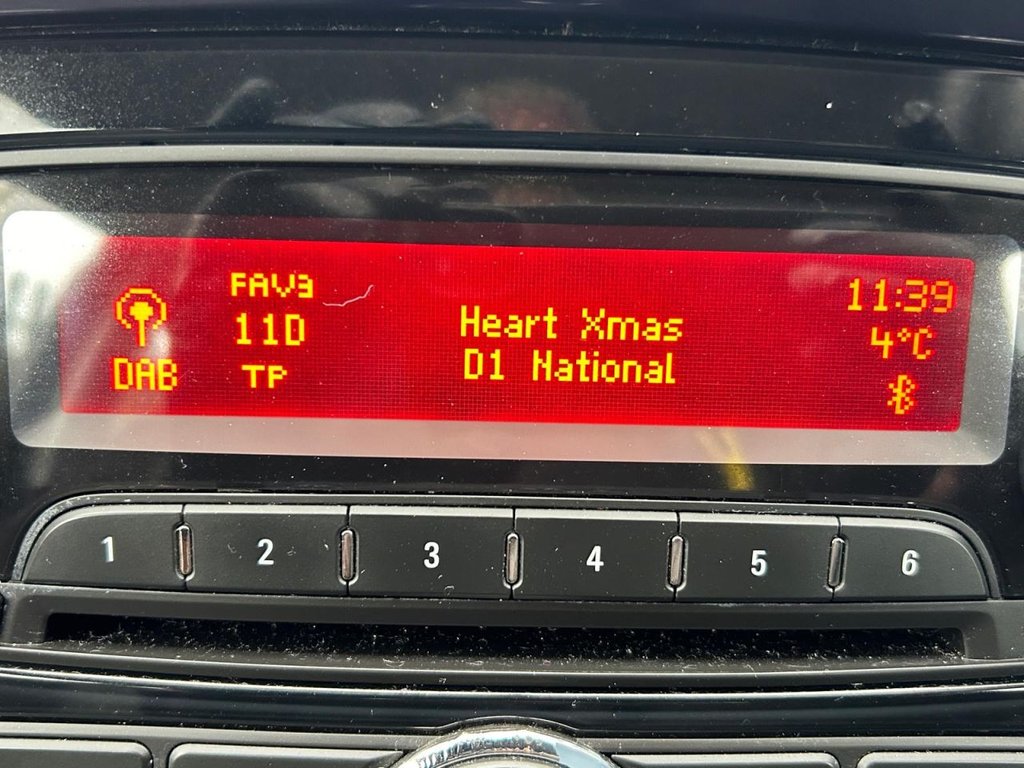 FAV3
11D
DAB
TP
Heart Xmas
D1 National
11:39
4°C
1 2 3 4 5 6